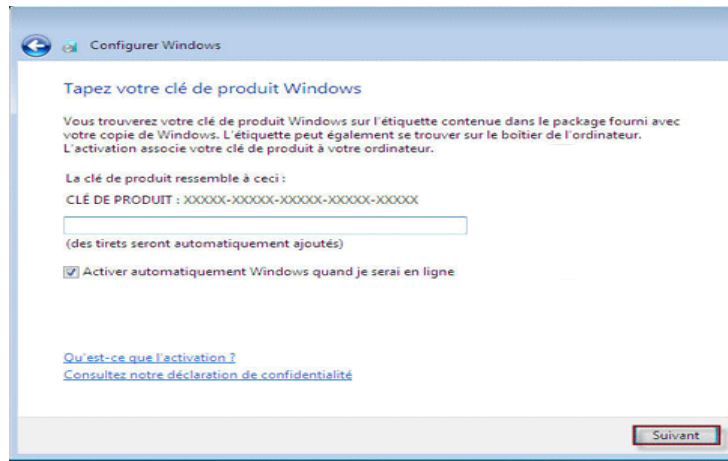 Configurer Windows
Tapez votre clé de produit Windows
Vous trouverez votre clé de produit Windows sur l'étiquette contenue dans le package fourni avec
votre copie de Windows. L'étiquette peut également se trouver sur le boîtier de l'ordinateur.
L'activation associe votre clé de produit à votre ordinateur.
La clé de produit ressemble à ceci :
CLÉ DE PRODUIT : XXXXX-XXXXX-XXXXX-XXXXX-XXXXX
(des tirets seront automatiquement ajoutés)
Activer automatiquement Windows quand je serai en ligne
Qu'est-ce que l'activation ?
Consultez notre déclaration de confidentialité
Suivant